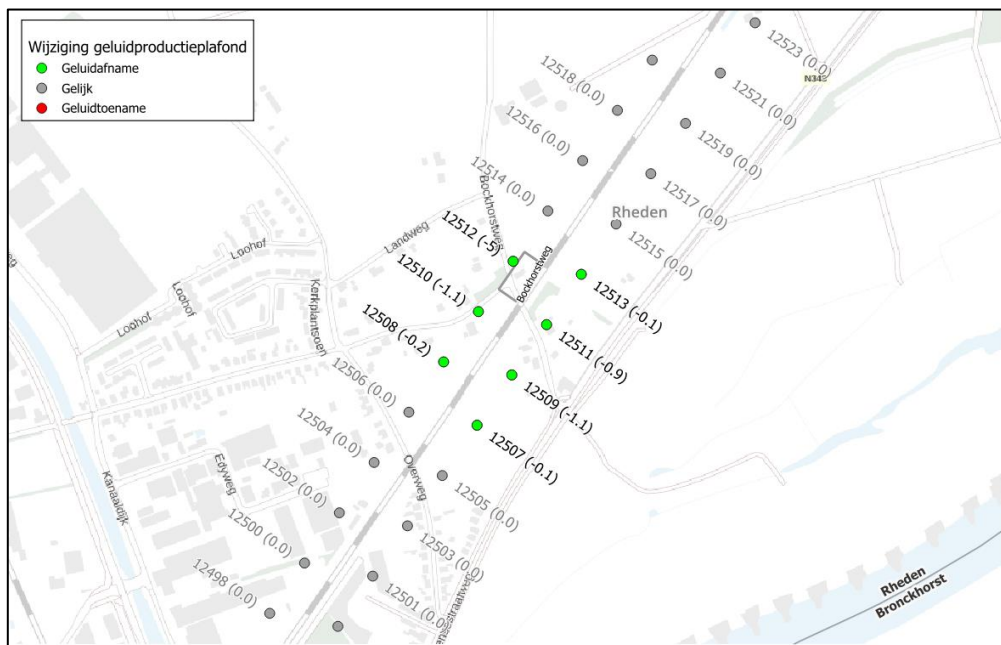 Wijziging geluidproductieplafond
Geluidafname
Gelijk
Geluidtoename
12523 (0.0)
N348
12518 (0.0)
12521 (0.0)
12516 (0.0)
12519 (0.0)
12514 (0.0)
12517 (0.0)
Bockhorstweg
Rheden
12512 (-5)
12515 (0.0)
Landweg
Loohof
Bockhorstweg
12510 (-1.1)
12513 (-0.1)
Loohof
Kerkplantsoen
Loohof
12508 (-0.2)
12511 (-0.9)
12506 (0.0)
12509 (-1.1)
12504 (0.0)
12507 (-0.1)
Overweg
Edyweg
12502 (0.0)
12505 (0.0)
Kanaaldijk
12500 (0.0)
12503 (0.0)
12498 (0.0)
12501 (0.0)
Rheden
Bronckhorst